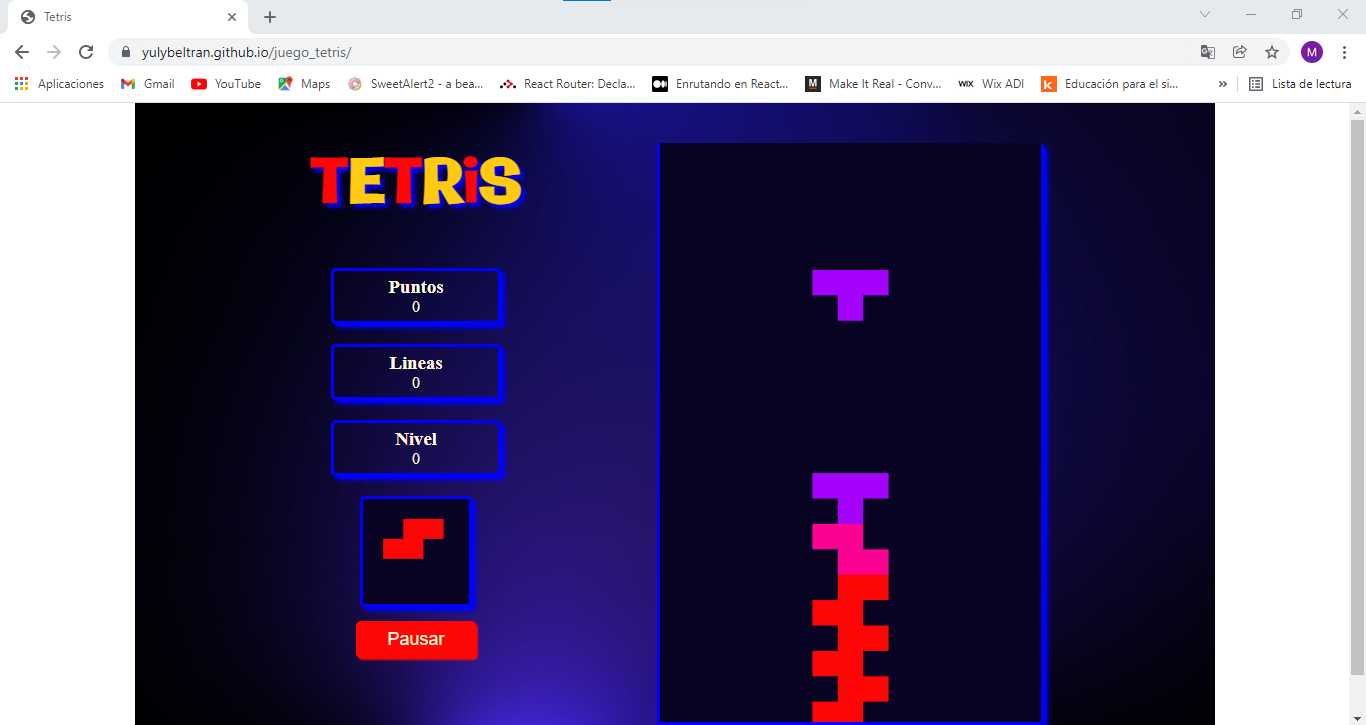 Tetris
yulybeltran.github.io/juego_tetris/
M
Aplicaciones
Gmail
YouTube
Maps
SweetAlert2 - a bea...
React Router: Decla...
Enrutando en React...
M
Make It Real - Conv...
WIX
Wix ADI
k
Educación para el si...
»
Lista de lectura
TETRiS
Puntos
0
Lineas
0
Nivel
0
Pausar